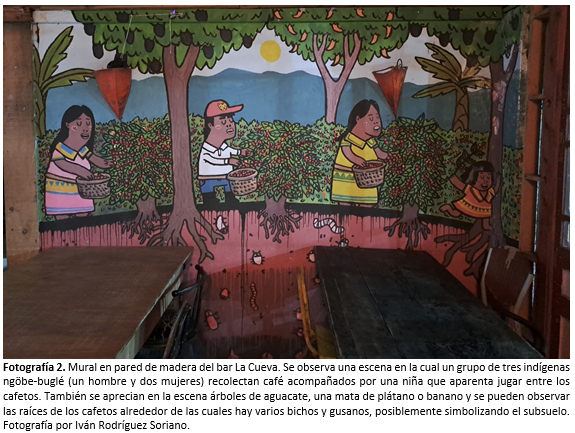 Fotografía 2. Mural en pared de madera del bar La Cueva. Se observa una escena en la cual un grupo de tres indígenas
ngöbe-buglé (un hombre y dos mujeres) recolectan café acompañados por una niña que aparenta jugar entre los
cafetos. También se aprecian en la escena árboles de aguacate, una mata de plátano o banano y se pueden observar
las raíces de los cafetos alrededor de las cuales hay varios bichos y gusanos, posiblemente simbolizando el subsuelo.
Fotografía por Iván Rodríguez Soriano.